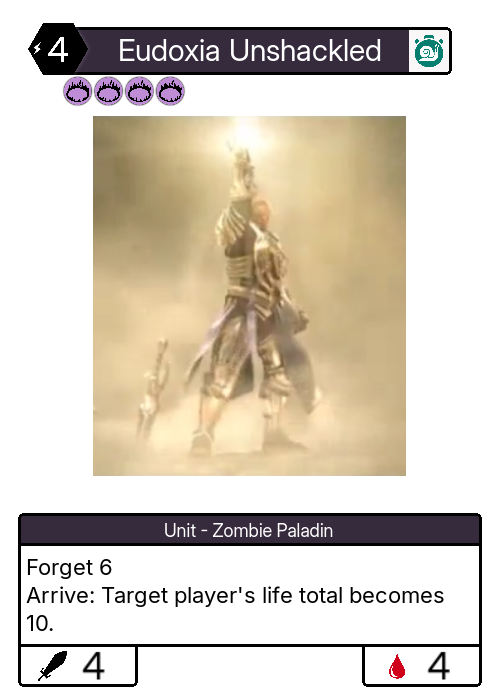 4 Eudoxia Unshackled
Unit - Zombie Paladin
Forget 6
Arrive: Target player's life total becomes
10.
4 4